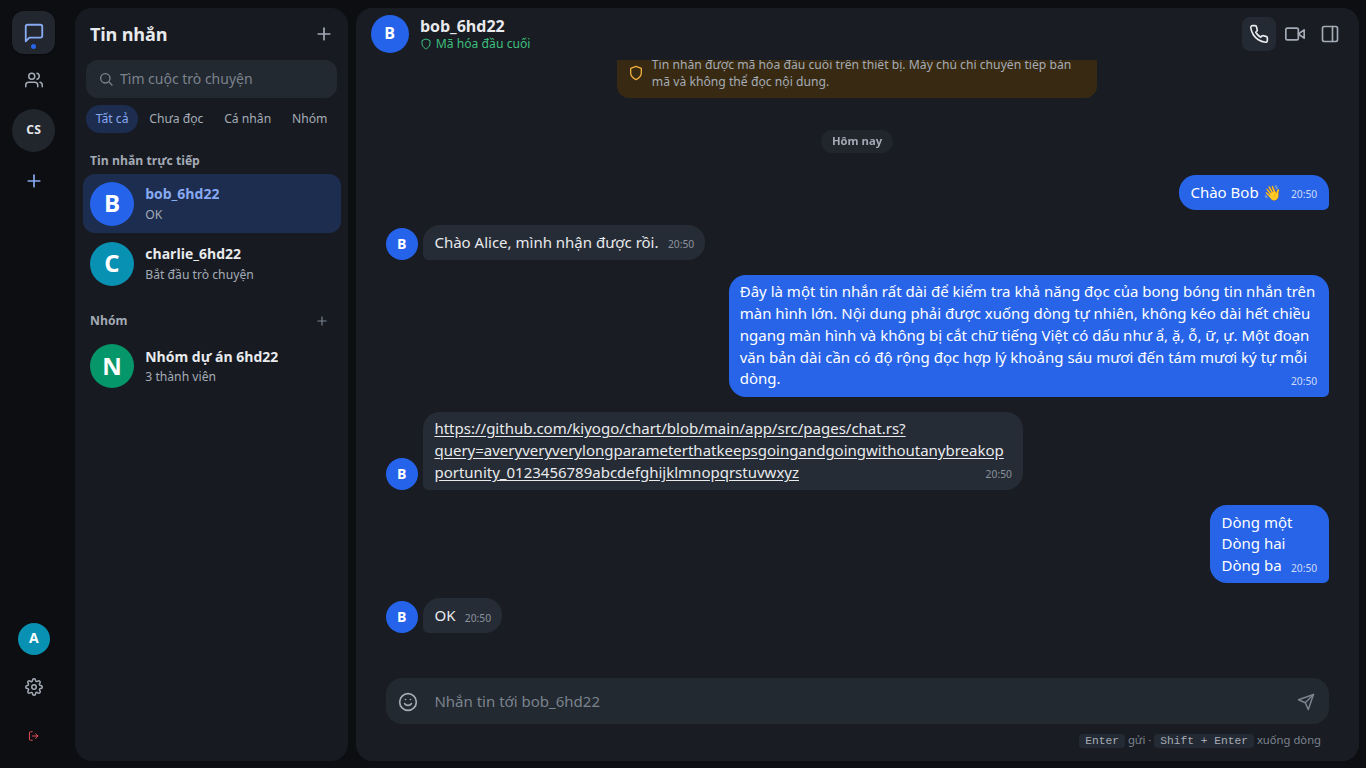 CS
A
Tin nhắn
Tìm cuộc trò chuyện
Tất cả
Chưa đọc
Cá nhân
Nhóm
Tin nhắn trực tiếp
B
bob_6hd22
OK
C
charlie_6hd22
Bắt đầu trò chuyện
Nhóm
N
Nhóm dự án 6hd22
3 thành viên
B
bob_6hd22
Mã hóa đầu cuối
Tin nhắn được mã hóa đầu cuối trên thiết bị. Máy chủ chỉ chuyển tiếp bản
mã và không thể đọc nội dung.
Hôm nay
Chào Bob 👋 20:50
B
Chào Alice, mình nhận được rồi. 20:50
Đây là một tin nhắn rất dài để kiểm tra khả năng đọc của bong bóng tin nhắn trên
màn hình lớn. Nội dung phải được xuống dòng tự nhiên, không kéo dài hết chiều
ngang màn hình và không bị cắt chữ tiếng Việt có dấu như ẩ, ặ, ỗ, ữ, ự. Một đoạn
văn bản dài cần có độ rộng đọc hợp lý khoảng sáu mươi đến tám mươi ký tự mỗi
dòng. 20:50
https://github.com/kiyogo/chart/blob/main/app/src/pages/chat.rs?
query=averyveryverylongparameterthatkeepsgoingandgoingwithoutanybreakop
portunity_0123456789abcdefghijklmnopqrstuvwxyz 20:50
B
Dòng một
Dòng hai
Dòng ba 20:50
B
OK 20:50
Nhắn tin tới bob_6hd22
Enter gửi · Shift + Enter xuống dòng